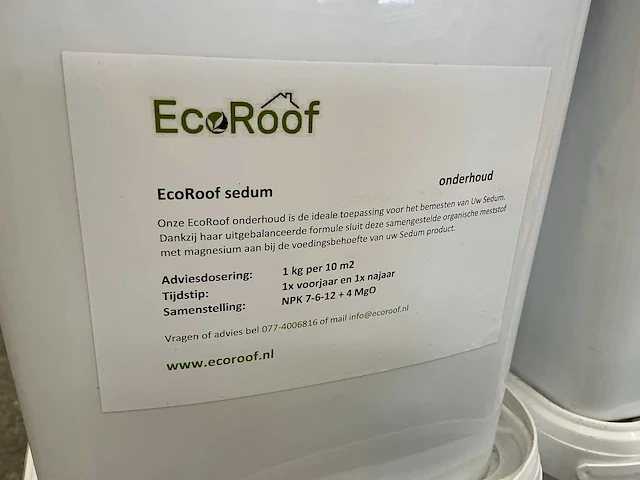 EcoRoof
EcoRoof sedum
onderhoud
Onze EcoRoof onderhoud is de ideale toepassing voor het bemesten van Uw Sedum.
Dankzij haar uitgebalanceerde formule sluit deze samengestelde organische meststof
met magnesium aan bij de voedingsbehoefte van uw Sedum product.
Adviesdosering: 1 kg per 10 m2
Tijdstip: 1x voorjaar en 1x najaar
Samenstelling: NPK 7-6-12 + 4 MgO
Vragen of advies bel 077-4006816 of mail info@ecoroof.nl
www.ecoroof.nl